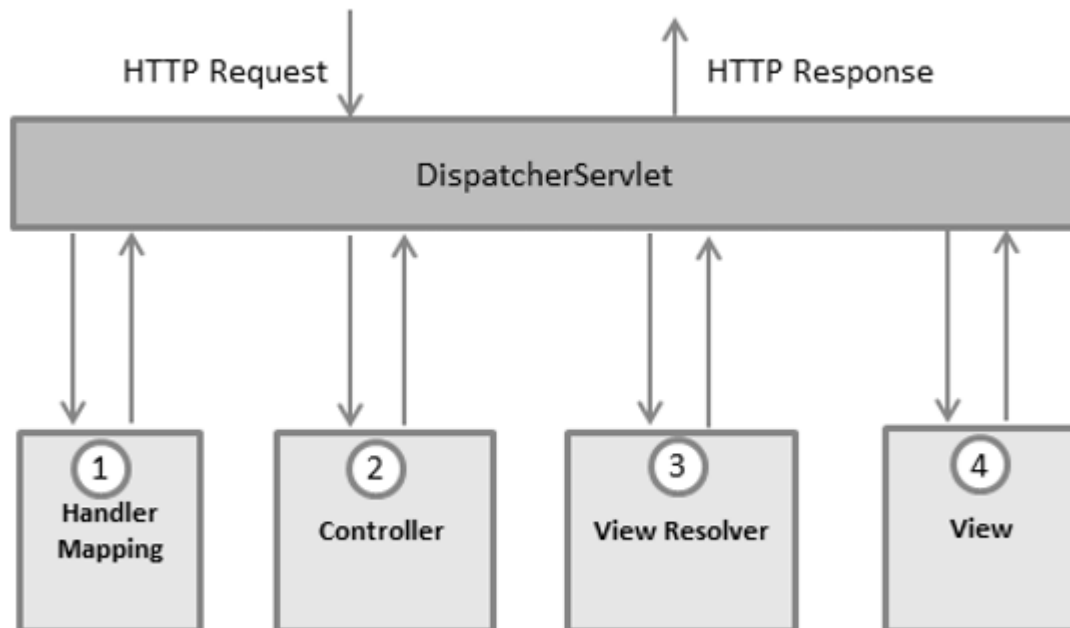 HTTP Request
HTTP Response
DispatcherServlet
1
Handler
Mapping
2
Controller
3
View Resolver
4
View